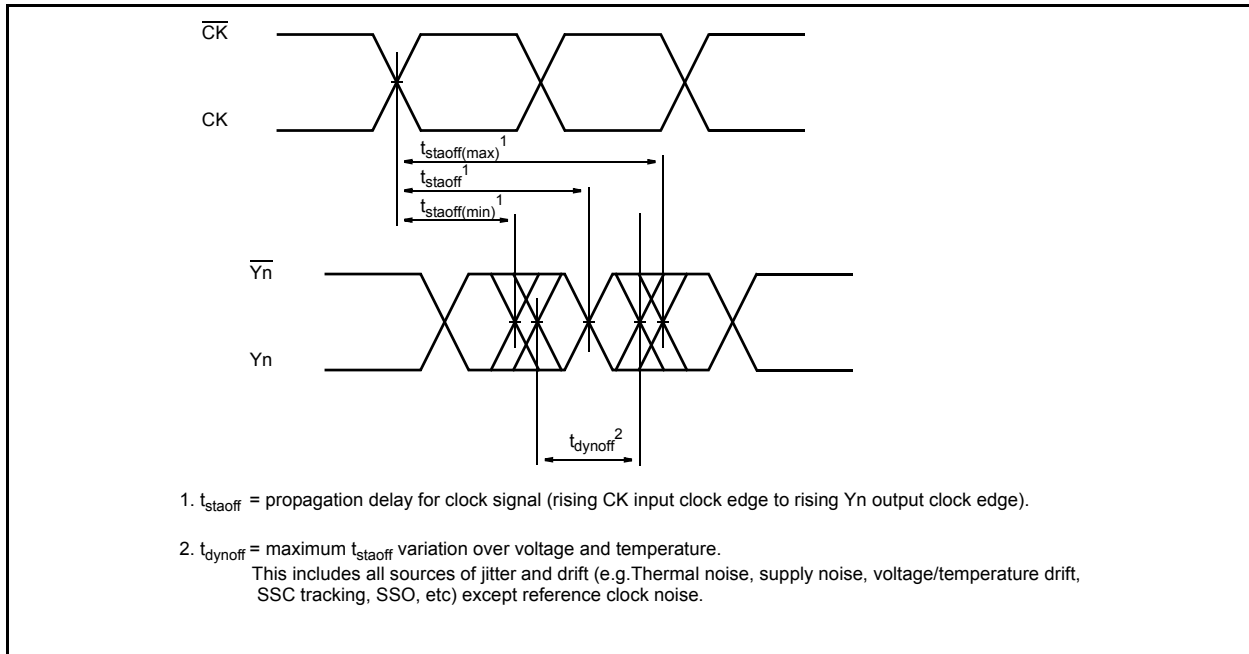 C̅K̅
CK
tstaoff(max)1
tstaoff1
tstaoff(min)1
Y̅n̅
Yn
tdynoff2
1. tstaoff = propagation delay for clock signal (rising CK input clock edge to rising Yn output clock edge).
2. tdynoff = maximum tstaoff variation over voltage and temperature.
This includes all sources of jitter and drift (e.g.Thermal noise, supply noise, voltage/temperature drift,
SSC tracking, SSO, etc) except reference clock noise.